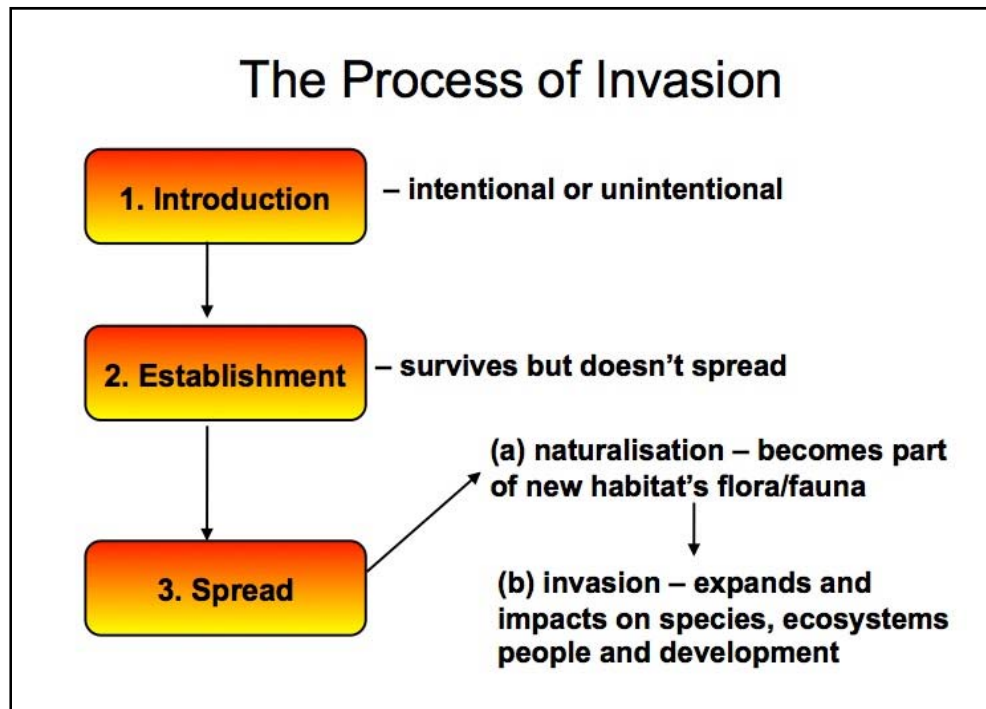 The Process of Invasion
1. Introduction
– intentional or unintentional
2. Establishment
– survives but doesn’t spread
(a) naturalisation – becomes part
of new habitat’s flora/fauna
3. Spread
(b) invasion – expands and
impacts on species, ecosystems
people and development